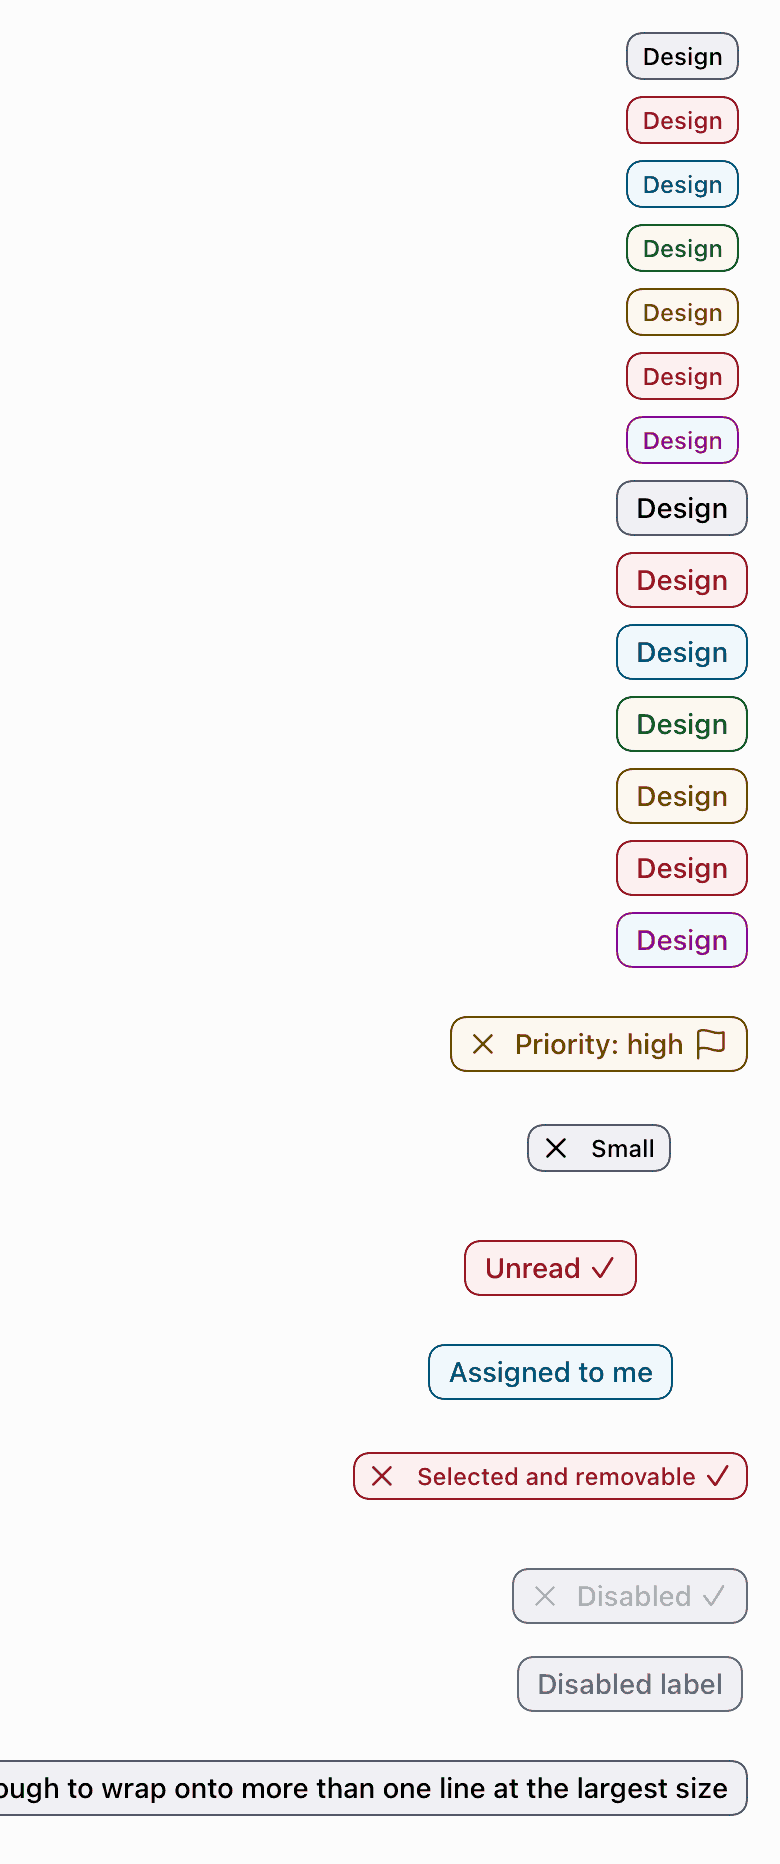 Design
Design
Design
Design
Design
Design
Design
Design
Design
Design
Design
Design
Design
Design
Priority: high
Small
Unread
Assigned to me
Selected and removable
Disabled
Disabled label
to wrap onto more than one line at the largest size